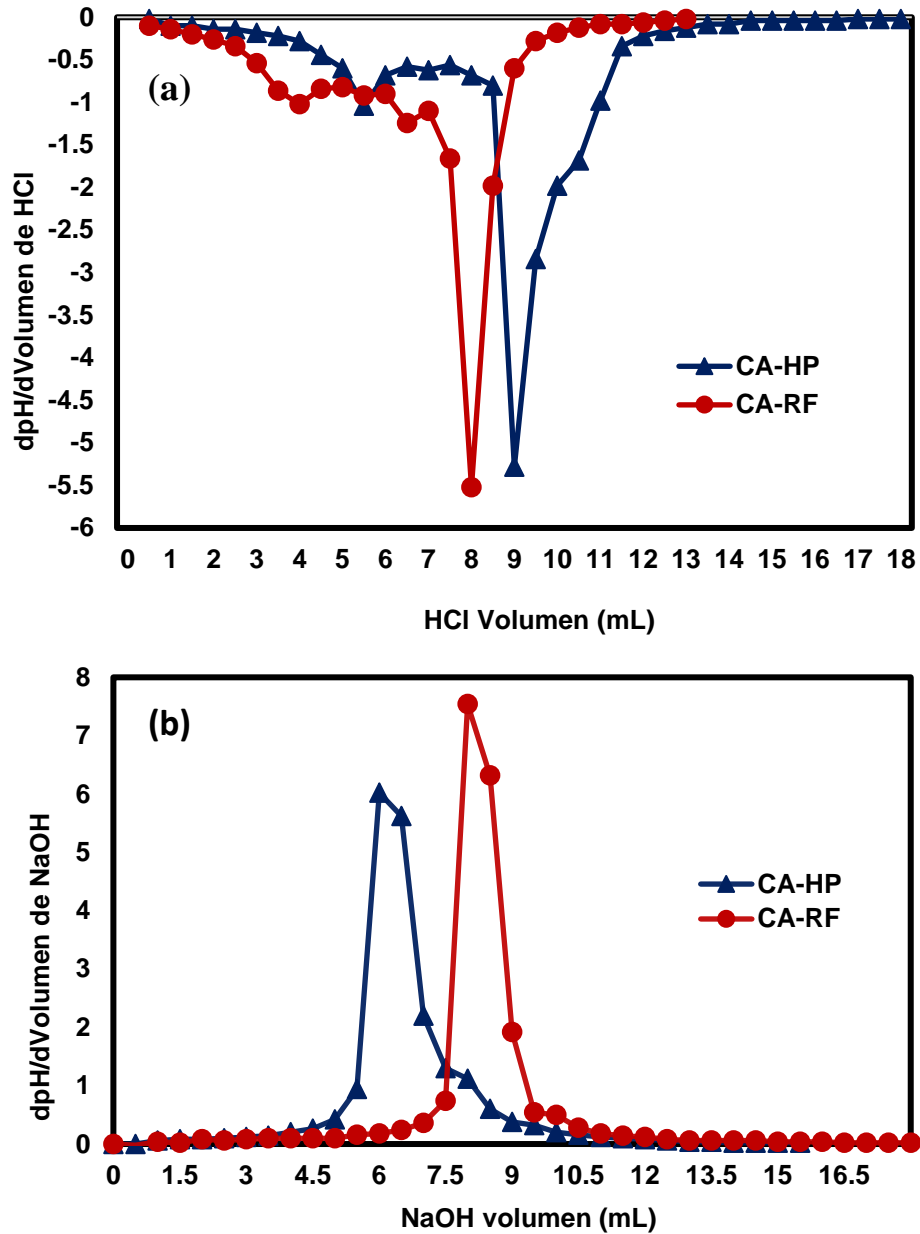 (a)
dpH/dVolumen de HCl
0
-0.5
-1
-1.5
-2
-2.5
-3
-3.5
-4
-4.5
-5
-5.5
-6
CA-HP
CA-RF
0 1 2 3 4 5 6 7 8 9 10 11 12 13 14 15 16 17 18
HCl Volumen (mL)
(b)
dpH/dVolumen de NaOH
8
7
6
5
4
3
2
1
0
CA-HP
CA-RF
0 1.5 3 4.5 6 7.5 9 10.5 12 13.5 15 16.5
NaOH volumen (mL)